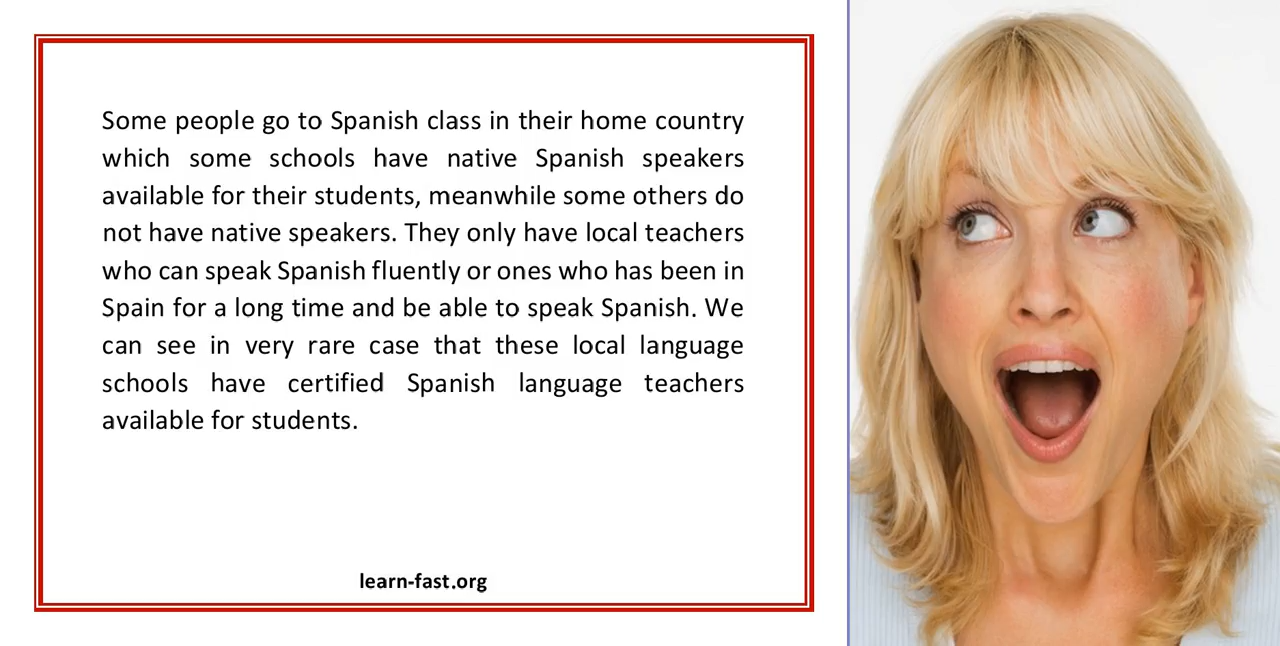 Some people go to Spanish class in their home country
which some schools have native Spanish speakers
available for their students, meanwhile some others do
not have native speakers. They only have local teachers
who can speak Spanish fluently or ones who has been in
Spain for a long time and be able to speak Spanish. We
can see in very rare case that these local language
schools have certified Spanish language teachers
available for students.
learn-fast.org